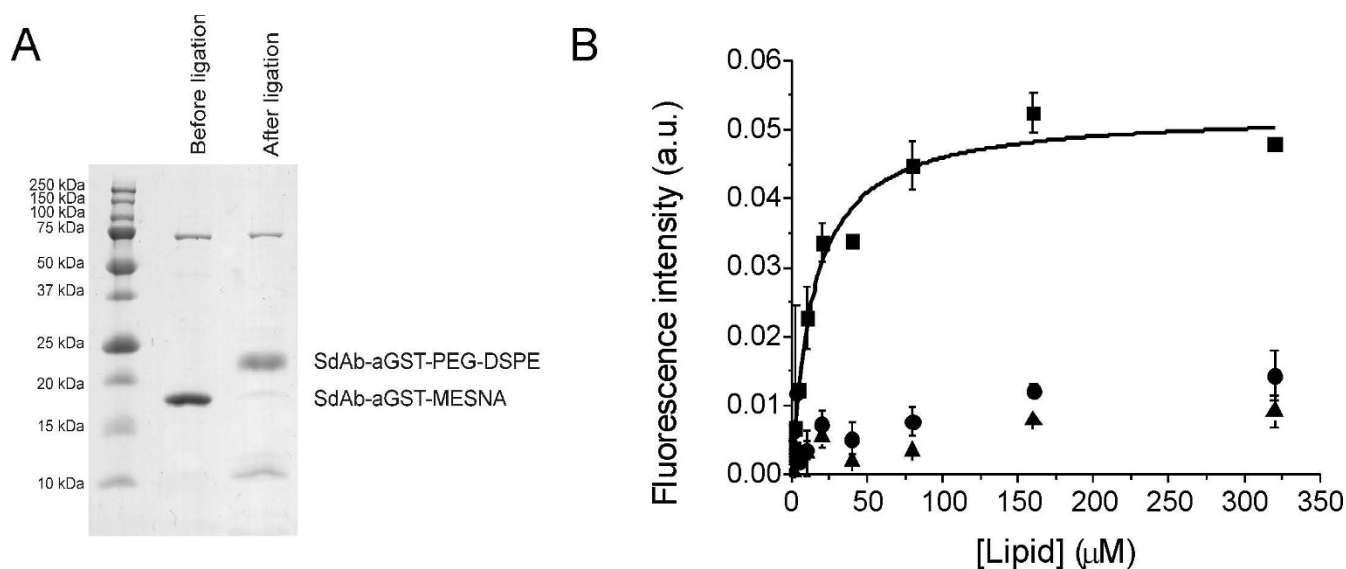 A
Before ligation
After ligation
250 kDa
150 kDa
100 kDa
75 kDa
50 kDa
37 kDa
25 kDa
20 kDa
15 kDa
10 kDa
SdAb-aGST-PEG-DSPE
SdAb-aGST-MESNA
B
Fluorescence intensity (a.u.)
0.06
0.05
0.04
0.03
0.02
0.01
0.00
0
50
100
150
200
250
300
350
[Lipid] (μM)